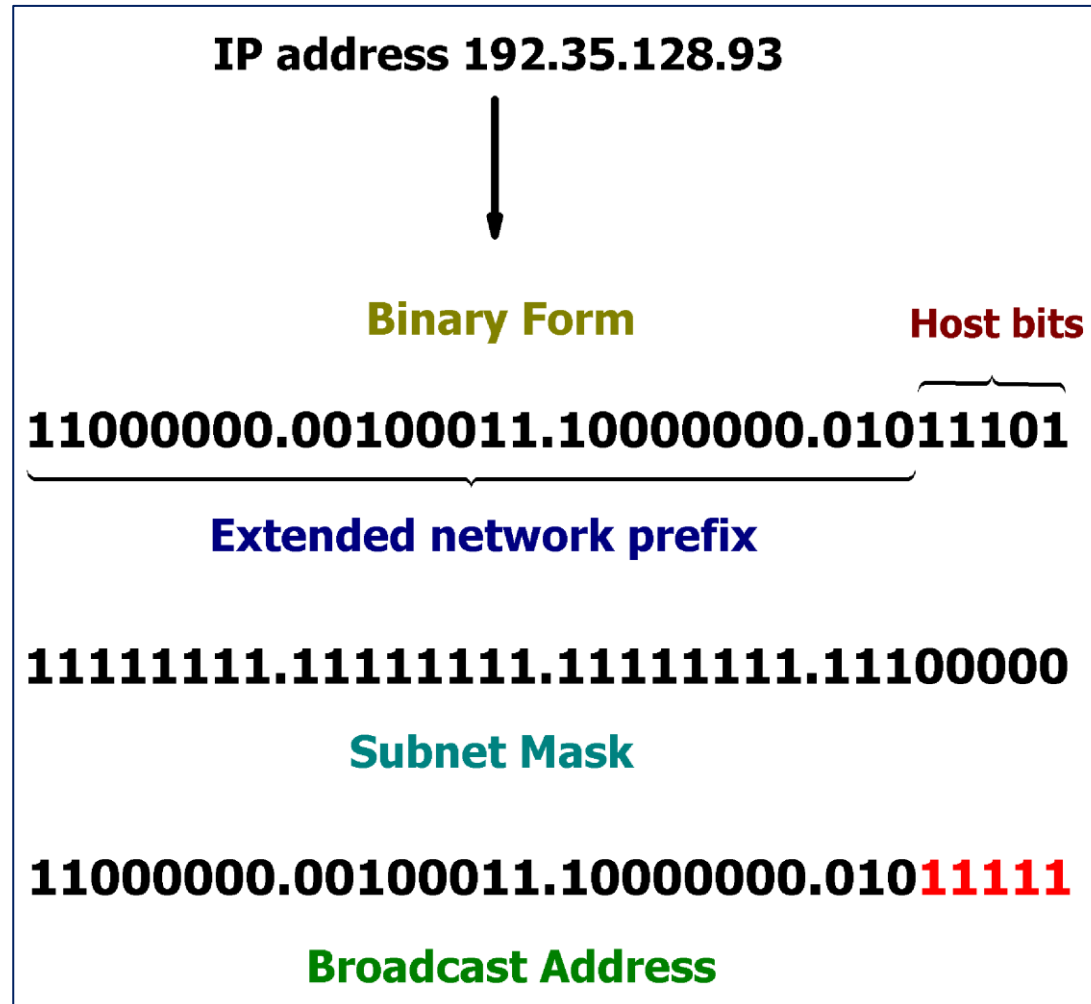 IP address 192.35.128.93
Binary Form
Host bits
11000000.00100011.10000000.01011101
Extended network prefix
11111111.11111111.11111111.11100000
Subnet Mask
11000000.00100011.10000000.01011111
Broadcast Address